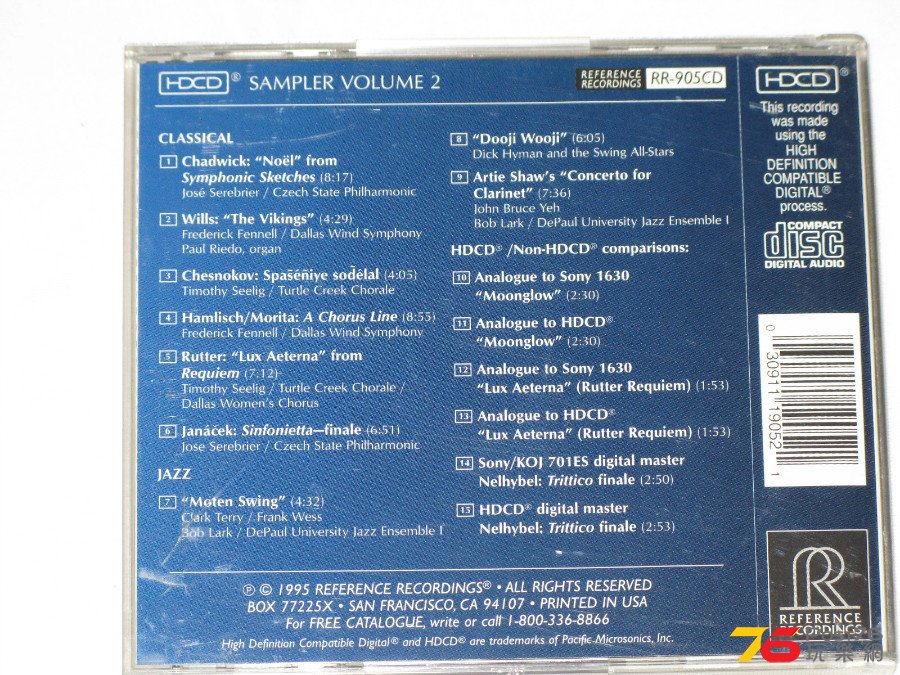 HDCD® SAMPLER VOLUME 2
REFERENCE RECORDINGS RR-905CD
CLASSICAL
1 Chadwick: “Noël” from
Symphonic Sketches (8:17)
José Serebrier / Czech State Philharmonic
2 Wills: “The Vikings” (4:29)
Frederick Fennell / Dallas Wind Symphony
Paul Riedo, organ
3 Chesnokov: Spaséñiye sodèlal (4:05)
Timothy Seelig / Turtle Creek Chorale
4 Hamlisch/Morita: A Chorus Line (8:55)
Frederick Fennell / Dallas Wind Symphony
5 Rutter: “Lux Aeterna” from
Requiem (7:12)
Timothy Seelig / Turtle Creek Chorale /
Dallas Women's Chorus
6 Janáček: Sinfonietta—finale (6:51)
Jose Serebrier / Czech State Philharmonic
JAZZ
7 “Moten Swing” (4:32)
Clark Terry / Frank Wess
Bob Lark / DePaul University Jazz Ensemble I
8 “Dooji Wooji” (6:05)
Dick Hyman and the Swing All-Stars
9 Artie Shaw's “Concerto for
Clarinet” (7:36)
John Bruce Yeh
Bob Lark / DePaul University Jazz Ensemble I
HDCD® /Non-HDCD® comparisons:
10 Analogue to Sony 1630
“Moonglow” (2:30)
11 Analogue to HDCD®
“Moonglow” (2:30)
12 Analogue to Sony 1630
“Lux Aeterna” (Rutter Requiem) (1:53)
13 Analogue to HDCD®
“Lux Aeterna” (Rutter Requiem) (1:53)
14 Sony/KOJ 701ES digital master
Nelhybel: Trittico finale (2:50)
15 HDCD® digital master
Nelhybel: Trittico finale (2:53)
℗ © 1995 REFERENCE RECORDINGS® • ALL RIGHTS RESERVED
BOX 77225X • SAN FRANCISCO, CA 94107 • PRINTED IN USA
For FREE CATALOGUE, write or call 1-800-336-8866
High Definition Compatible Digital® and HDCD® are trademarks of Pacific Microsonics, Inc.
HDCD®
This recording
was made
using the
HIGH
DEFINITION
COMPATIBLE
DIGITAL®
process.
COMPACT
disc
DIGITAL AUDIO
0 30911 19052 1
R
REFERENCE
RECORDINGS
76